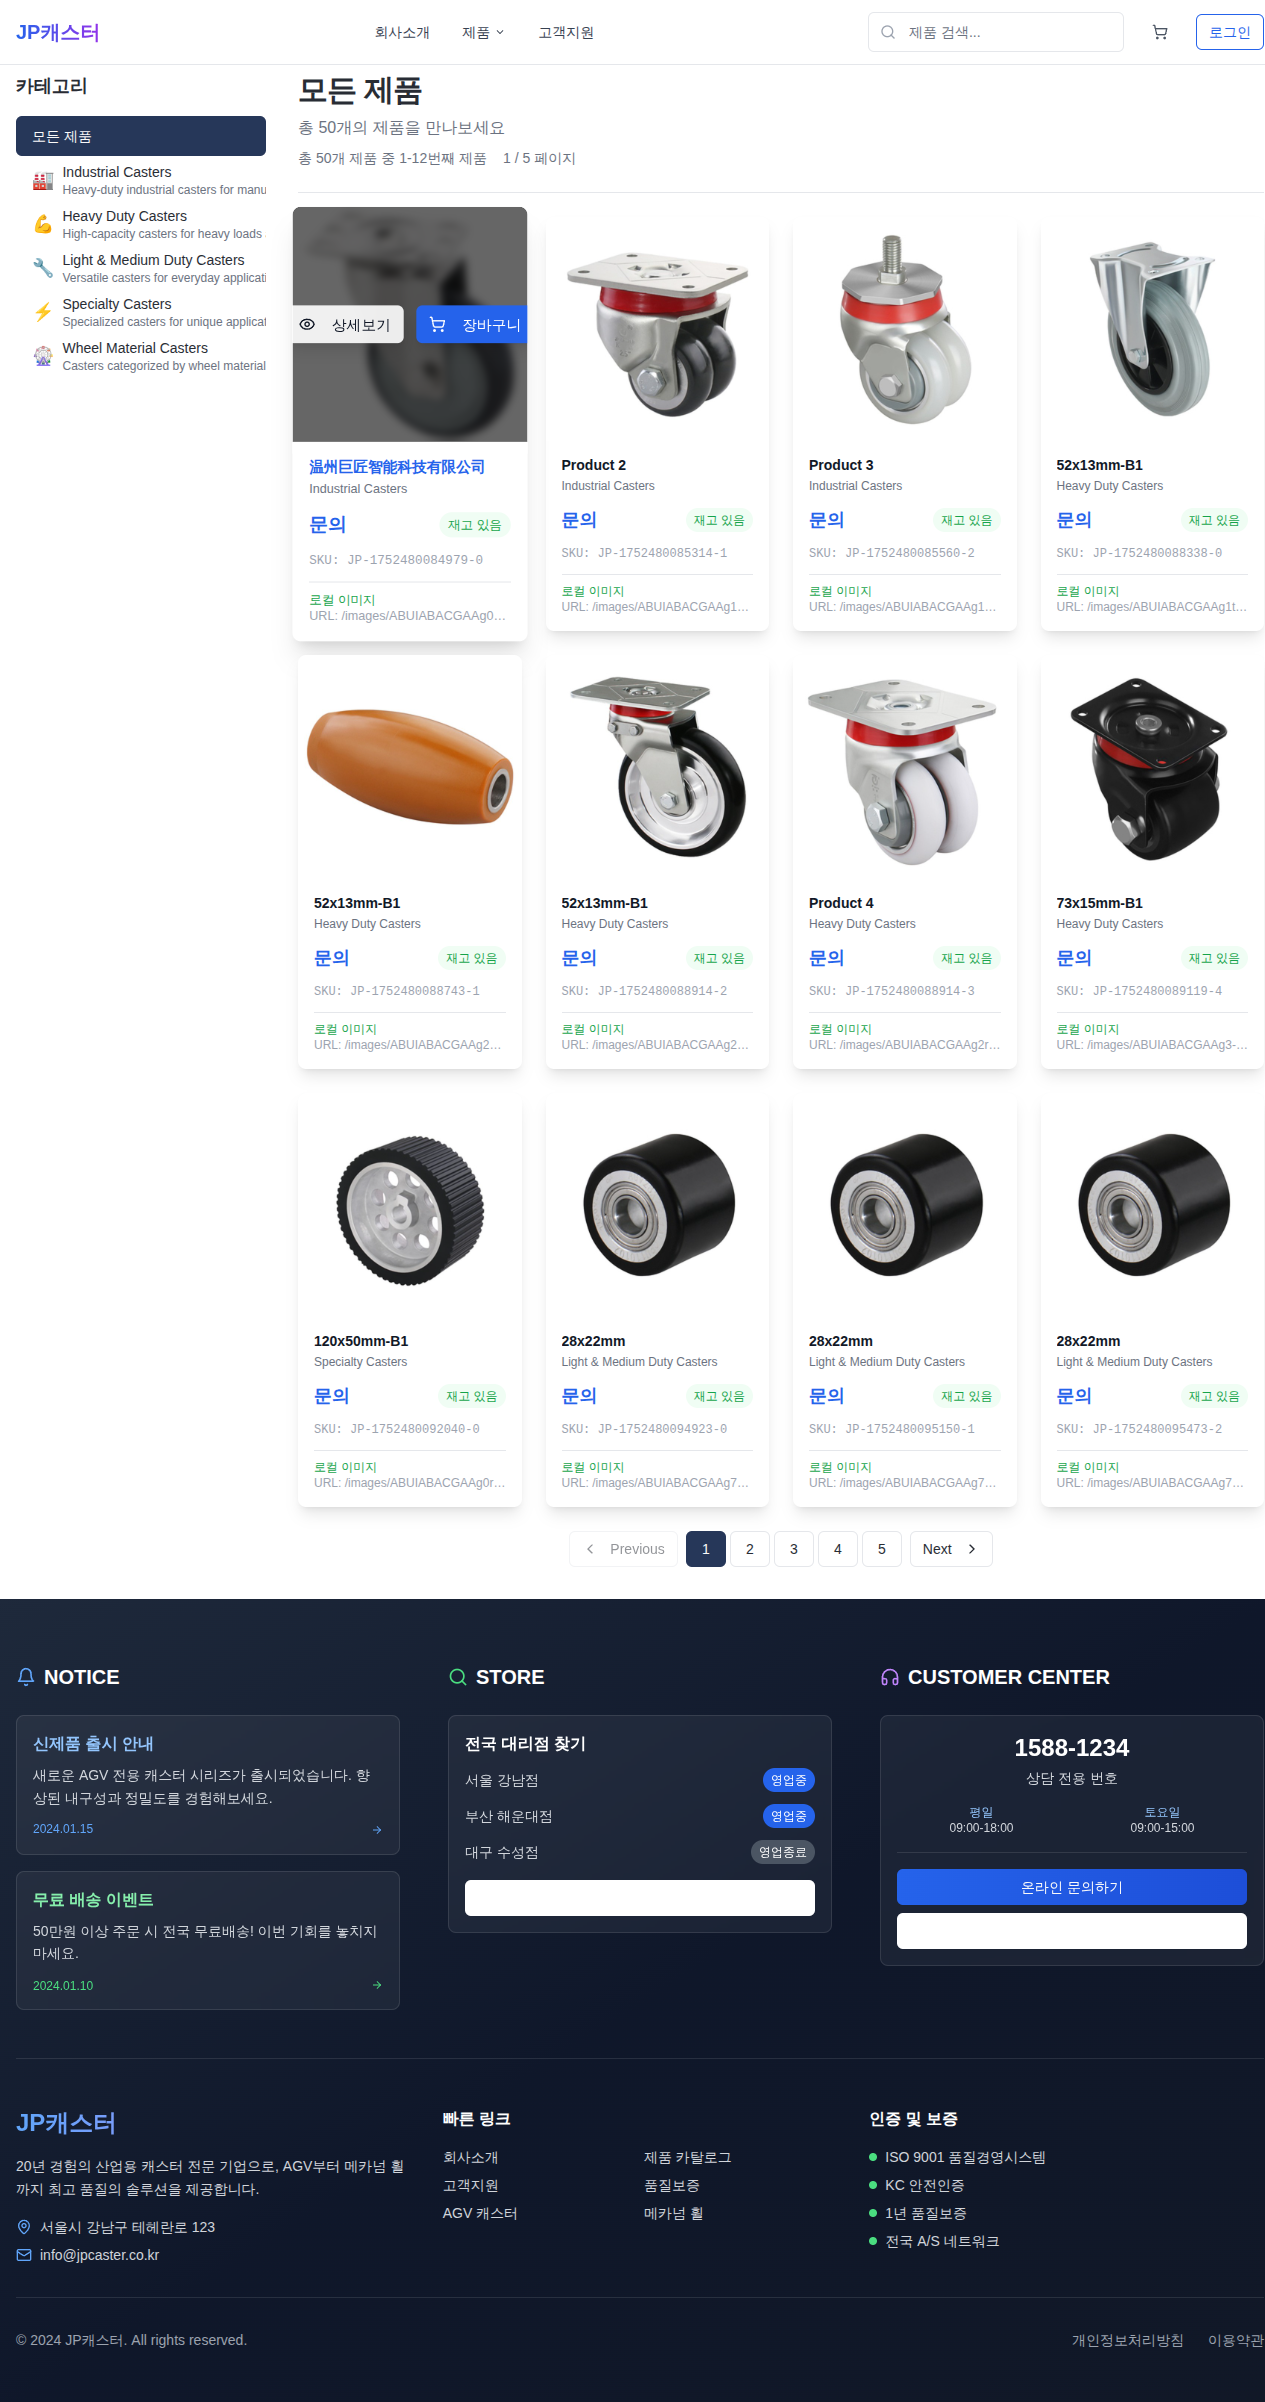 JP캐스터
회사소개
제품
고객지원
제품 검색...
로그인
카테고리
모든 제품
Industrial Casters
Heavy-duty industrial casters for manu
Heavy Duty Casters
High-capacity casters for heavy loads
Light & Medium Duty Casters
Versatile casters for everyday applicati
Specialty Casters
Specialized casters for unique applicat
Wheel Material Casters
Casters categorized by wheel material
모든 제품
총 50개의 제품을 만나보세요
총 50개 제품 중 1-12번째 제품 1 / 5 페이지
상세보기
장바구니
温州巨匠智能科技有限公司
Industrial Casters
문의
재고 있음
SKU: JP-1752480084979-0
로컬 이미지
URL: /images/ABUIABACGAAg0...
Product 2
Industrial Casters
문의
재고 있음
SKU: JP-1752480085314-1
로컬 이미지
URL: /images/ABUIABACGAAg1...
Product 3
Industrial Casters
문의
재고 있음
SKU: JP-1752480085560-2
로컬 이미지
URL: /images/ABUIABACGAAg1...
52x13mm-B1
Heavy Duty Casters
문의
재고 있음
SKU: JP-1752480088338-0
로컬 이미지
URL: /images/ABUIABACGAAg1t...
52x13mm-B1
Heavy Duty Casters
문의
재고 있음
SKU: JP-1752480088743-1
로컬 이미지
URL: /images/ABUIABACGAAg2...
52x13mm-B1
Heavy Duty Casters
문의
재고 있음
SKU: JP-1752480088914-2
로컬 이미지
URL: /images/ABUIABACGAAg2...
Product 4
Heavy Duty Casters
문의
재고 있음
SKU: JP-1752480088914-3
로컬 이미지
URL: /images/ABUIABACGAAg2r...
73x15mm-B1
Heavy Duty Casters
문의
재고 있음
SKU: JP-1752480089119-4
로컬 이미지
URL: /images/ABUIABACGAAg3-...
120x50mm-B1
Specialty Casters
문의
재고 있음
SKU: JP-1752480092040-0
로컬 이미지
URL: /images/ABUIABACGAAg0r...
28x22mm
Light & Medium Duty Casters
문의
재고 있음
SKU: JP-1752480094923-0
로컬 이미지
URL: /images/ABUIABACGAAg7...
28x22mm
Light & Medium Duty Casters
문의
재고 있음
SKU: JP-1752480095150-1
로컬 이미지
URL: /images/ABUIABACGAAg7...
28x22mm
Light & Medium Duty Casters
문의
재고 있음
SKU: JP-1752480095473-2
로컬 이미지
URL: /images/ABUIABACGAAg7...
Previous 1 2 3 4 5 Next
NOTICE
신제품 출시 안내
새로운 AGV 전용 캐스터 시리즈가 출시되었습니다. 향
상된 내구성과 정밀도를 경험해보세요.
2024.01.15
무료 배송 이벤트
50만원 이상 주문 시 전국 무료배송! 이번 기회를 놓치지
마세요.
2024.01.10
STORE
전국 대리점 찾기
서울 강남점 영업중
부산 해운대점 영업중
대구 수성점 영업종료
CUSTOMER CENTER
1588-1234
상담 전용 번호
평일
09:00-18:00
토요일
09:00-15:00
온라인 문의하기
JP캐스터
20년 경험의 산업용 캐스터 전문 기업으로, AGV부터 메카넘 휠
까지 최고 품질의 솔루션을 제공합니다.
서울시 강남구 테헤란로 123
info@jpcaster.co.kr
빠른 링크
회사소개 제품 카탈로그
고객지원 품질보증
AGV 캐스터 메카넘 휠
인증 및 보증
ISO 9001 품질경영시스템
KC 안전인증
1년 품질보증
전국 A/S 네트워크
© 2024 JP캐스터. All rights reserved.
개인정보처리방침 이용약관